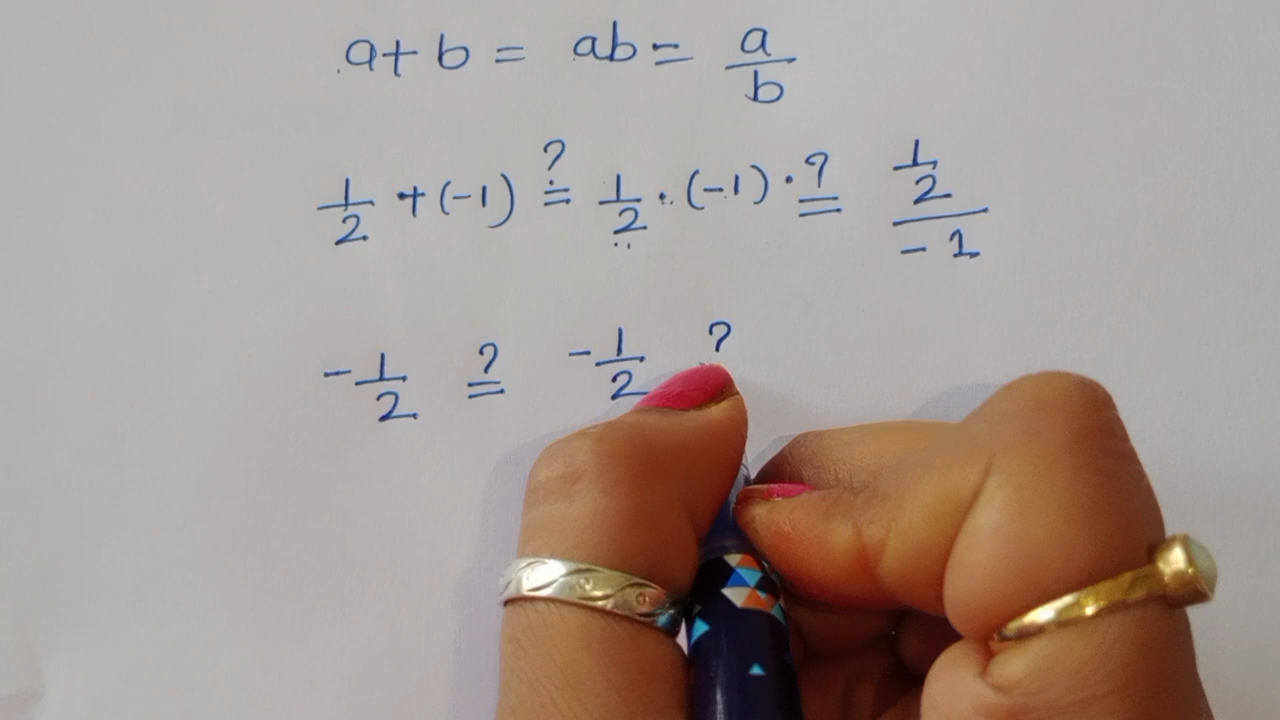 a+b = ab = a/b
1/2 + (-1) ?= 1/2 · (-1) · ?= 1/2/-1
-1/2 ?= -1/2 ?